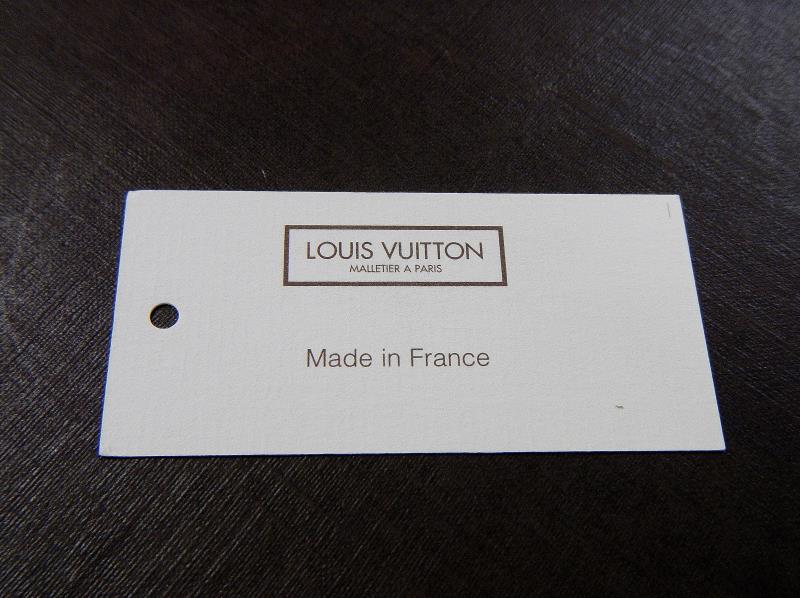 LOUIS VUITTON
MALLETIER A PARIS
Made in France